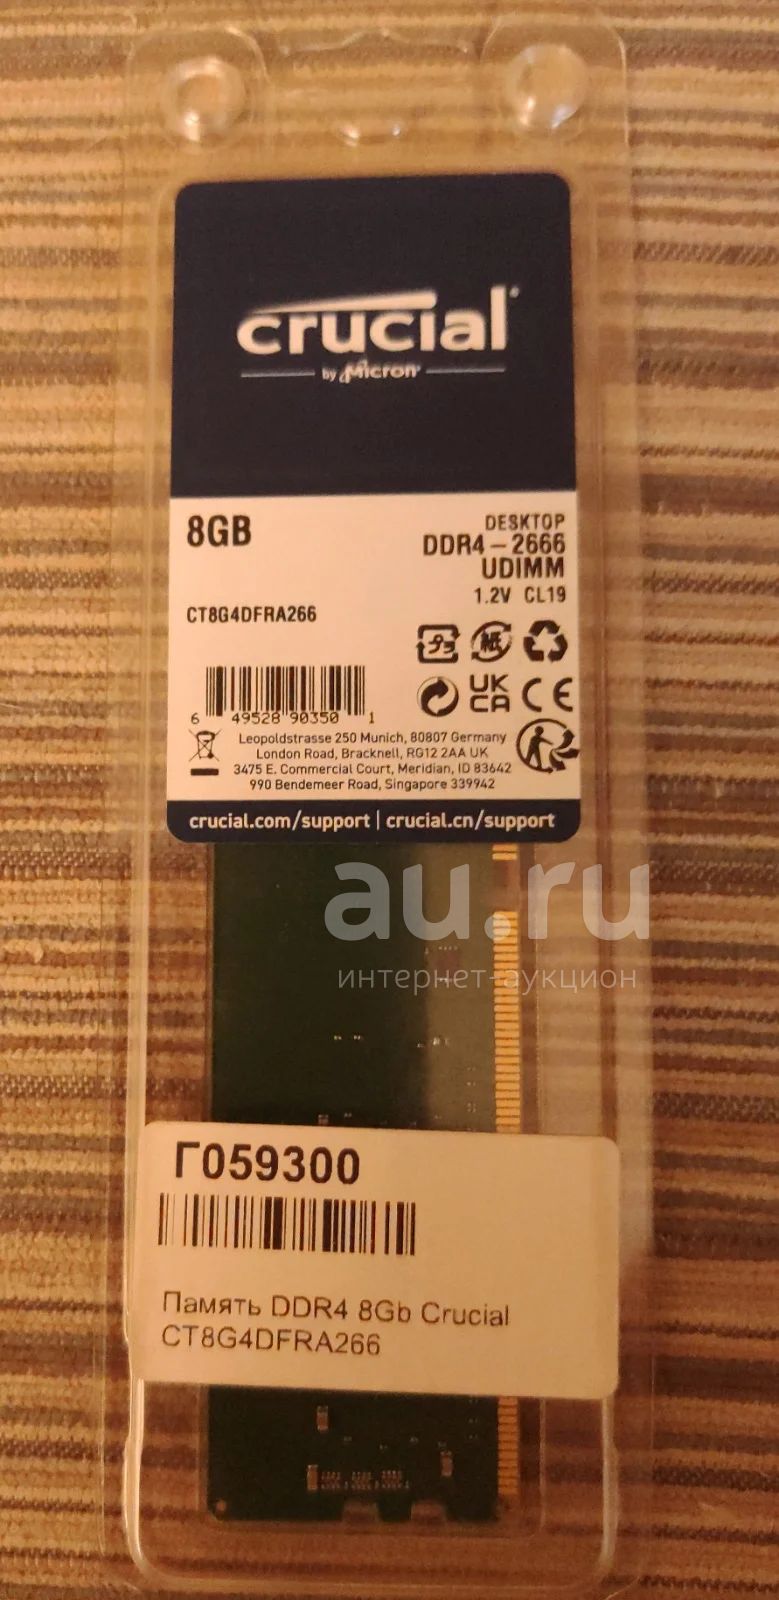 crucial
by Micron
8GB
DESKTOP
DDR4-2666
UDIMM
1.2V CL19
CT8G4DFRA266
UK
CA CE
6 49528 90350 1
Leopoldstrasse 250 Munich, 80807 Germany
London Road, Bracknell, RG12 2AA UK
3475 E. Commercial Court, Meridian, ID 83642
990 Bendemeer Road, Singapore 339942
crucial.com/support | crucial.cn/support
au.ru
интернет-аукцион
Г059300
Память DDR4 8Gb Crucial
CT8G4DFRA266